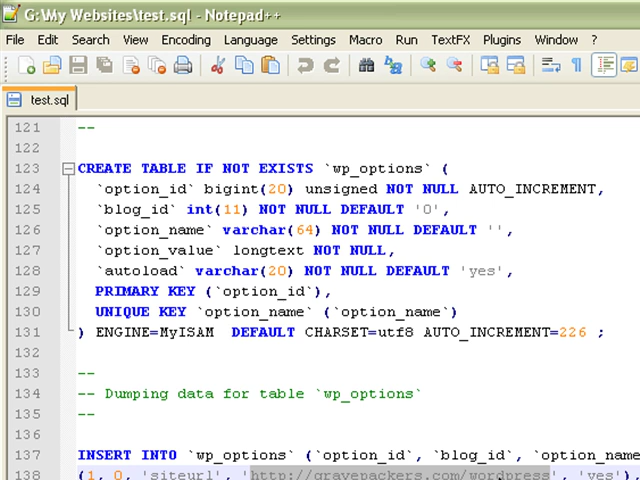 G:\My Websites\test.sql - Notepad++
File Edit Search View Encoding Language Settings Macro Run TextFX Plugins Window ?
test.sql
121 --
122
123 CREATE TABLE IF NOT EXISTS `wp_options` (
124 `option_id` bigint(20) unsigned NOT NULL AUTO_INCREMENT,
125 `blog_id` int(11) NOT NULL DEFAULT '0',
126 `option_name` varchar(64) NOT NULL DEFAULT '',
127 `option_value` longtext NOT NULL,
128 `autoload` varchar(20) NOT NULL DEFAULT 'yes',
129 PRIMARY KEY (`option_id`),
130 UNIQUE KEY `option_name` (`option_name`)
131 ) ENGINE=MyISAM DEFAULT CHARSET=utf8 AUTO_INCREMENT=226 ;
132
133 --
134 -- Dumping data for table `wp_options`
135 --
136
137 INSERT INTO `wp_options` (`option_id`, `blog_id`, `option_name
138 (1, 0, 'siteurl', 'http://gravepackers.com/wordpress', 'yes'),